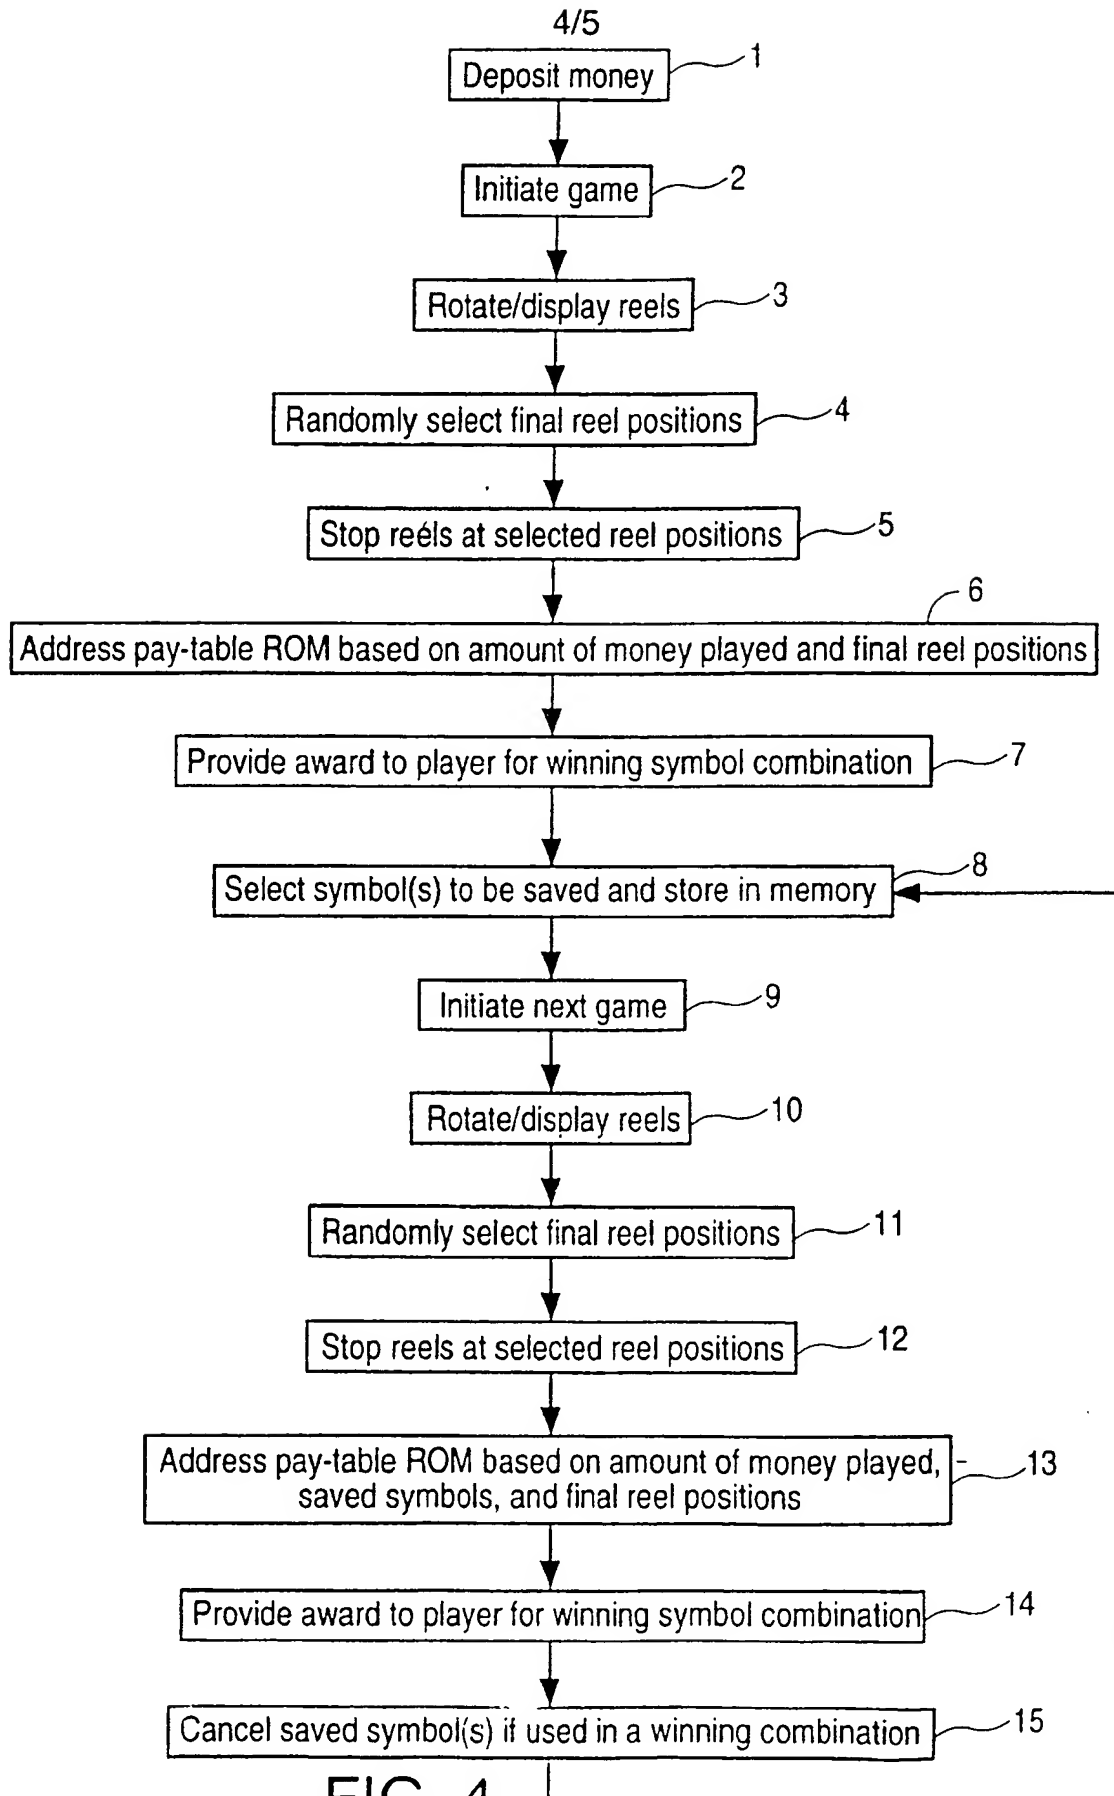 4/5
Deposit money
1
Initiate game
2
Rotate/display reels
3
Randomly select final reel positions
4
Stop reels at selected reel positions
5
6
Address pay-table ROM based on amount of money played and final reel positions
Provide award to player for winning symbol combination
7
Select symbol(s) to be saved and store in memory
8
Initiate next game
9
Rotate/display reels
10
Randomly select final reel positions
11
Stop reels at selected reel positions
12
Address pay-table ROM based on amount of money played,
saved symbols, and final reel positions
13
Provide award to player for winning symbol combination
14
Cancel saved symbol(s) if used in a winning combination
15
FIG. 4